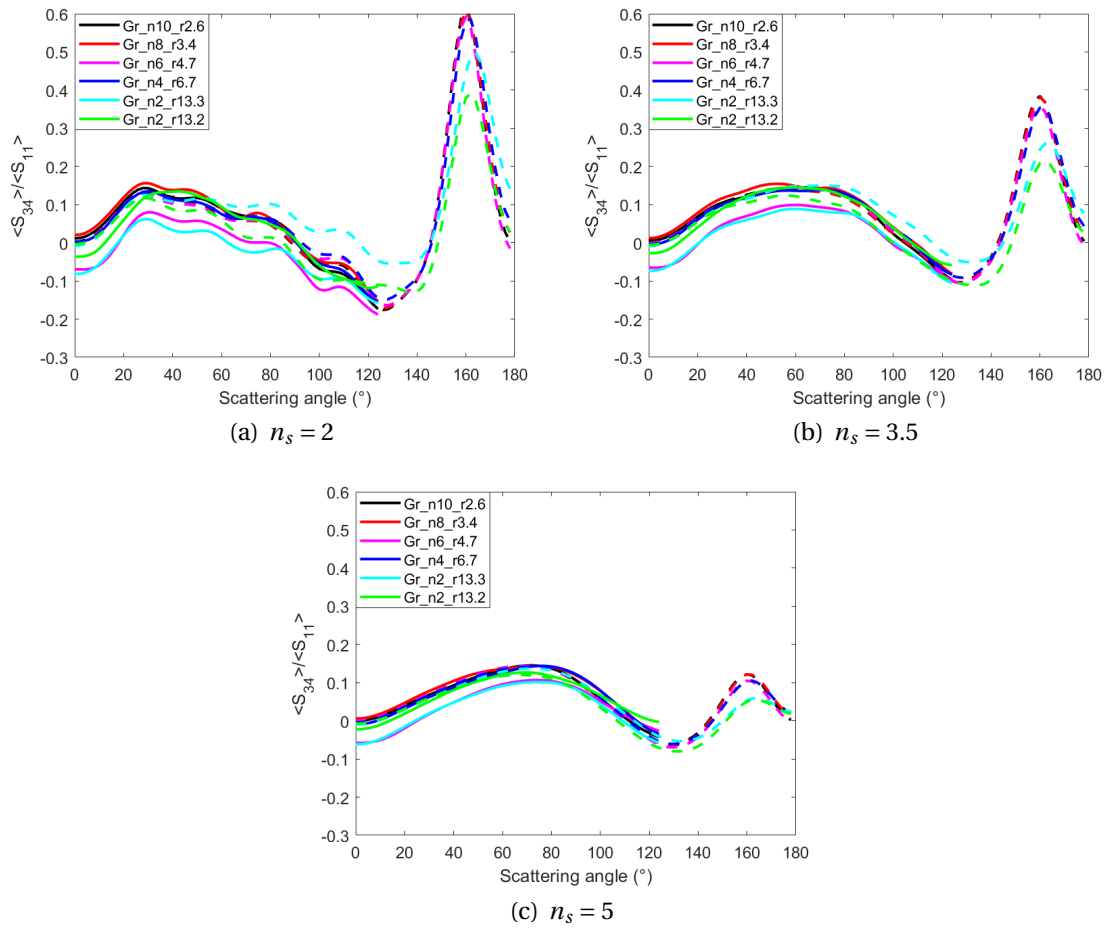 0.6
0.5
0.4
0.3
0.2
0.1
0
-0.1
-0.2
-0.3
<S34>/<S11>
Gr_n10_r2.6
Gr_n8_r3.4
Gr_n6_r4.7
Gr_n4_r6.7
Gr_n2_r13.3
Gr_n2_r13.2
0 20 40 60 80 100 120 140 160 180
Scattering angle (°)
(a) ns = 2
0.6
0.5
0.4
0.3
0.2
0.1
0
-0.1
-0.2
-0.3
<S34>/<S11>
Gr_n10_r2.6
Gr_n8_r3.4
Gr_n6_r4.7
Gr_n4_r6.7
Gr_n2_r13.3
Gr_n2_r13.2
0 20 40 60 80 100 120 140 160 180
Scattering angle (°)
(b) ns = 3.5
0.6
0.5
0.4
0.3
0.2
0.1
0
-0.1
-0.2
-0.3
<S34>/<S11>
Gr_n10_r2.6
Gr_n8_r3.4
Gr_n6_r4.7
Gr_n4_r6.7
Gr_n2_r13.3
Gr_n2_r13.2
0 20 40 60 80 100 120 140 160 180
Scattering angle (°)
(c) ns = 5